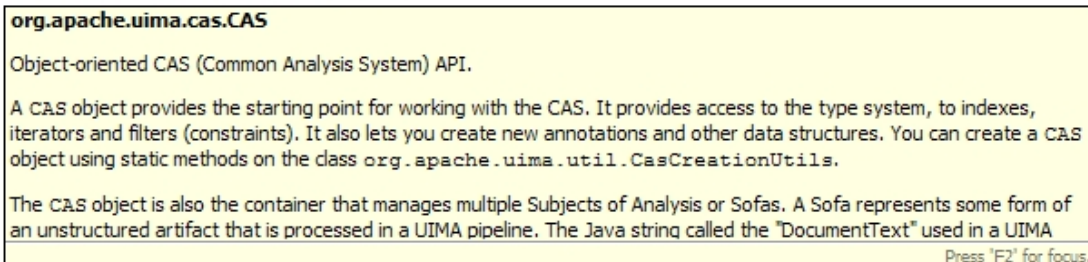 org.apache.uima.cas.CAS
Object-oriented CAS (Common Analysis System) API.
A CAS object provides the starting point for working with the CAS. It provides access to the type system, to indexes,
iterators and filters (constraints). It also lets you create new annotations and other data structures. You can create a CAS
object using static methods on the class org.apache.uima.util.CasCreationUtils.
The CAS object is also the container that manages multiple Subjects of Analysis or Sofas. A Sofa represents some form of
an unstructured artifact that is processed in a UIMA pipeline. The Java string called the "DocumentText" used in a UIMA
Press 'F2' for focus